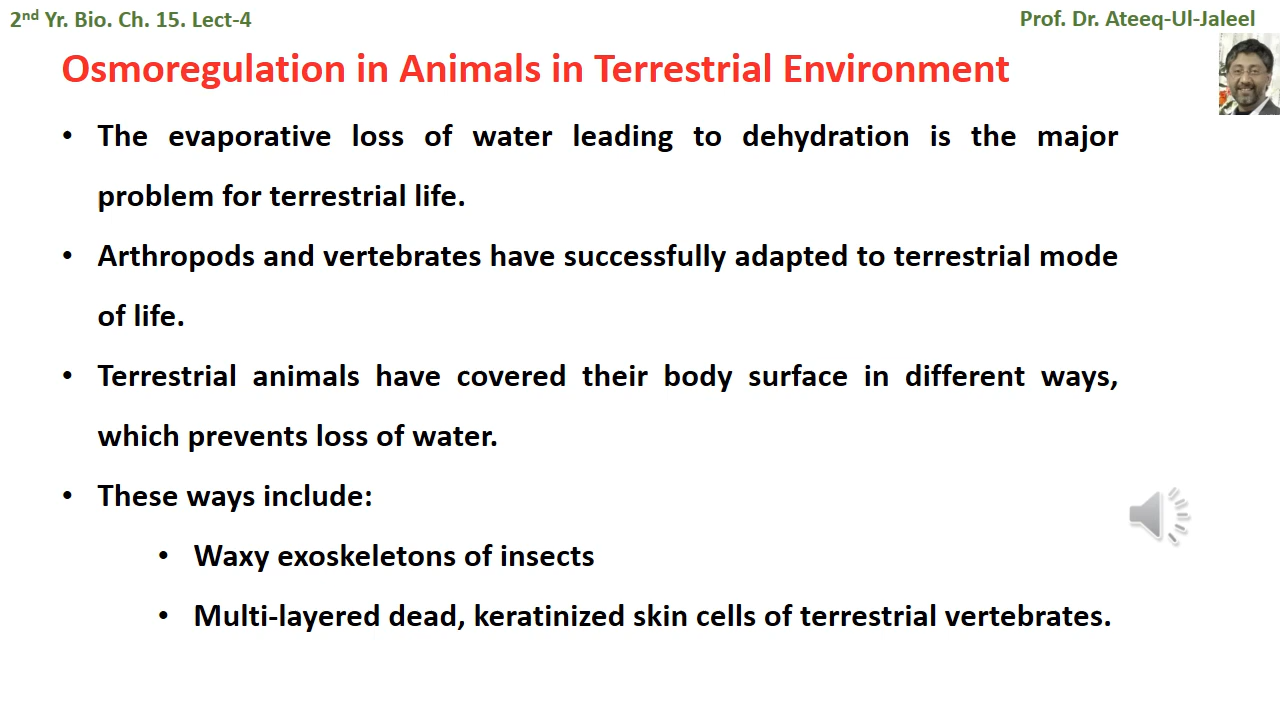 2nd Yr. Bio. Ch. 15. Lect-4
Prof. Dr. Ateeq-Ul-Jaleel
Osmoregulation in Animals in Terrestrial Environment
• The evaporative loss of water leading to dehydration is the major
problem for terrestrial life.
• Arthropods and vertebrates have successfully adapted to terrestrial mode
of life.
• Terrestrial animals have covered their body surface in different ways,
which prevents loss of water.
• These ways include:
• Waxy exoskeletons of insects
• Multi-layered dead, keratinized skin cells of terrestrial vertebrates.